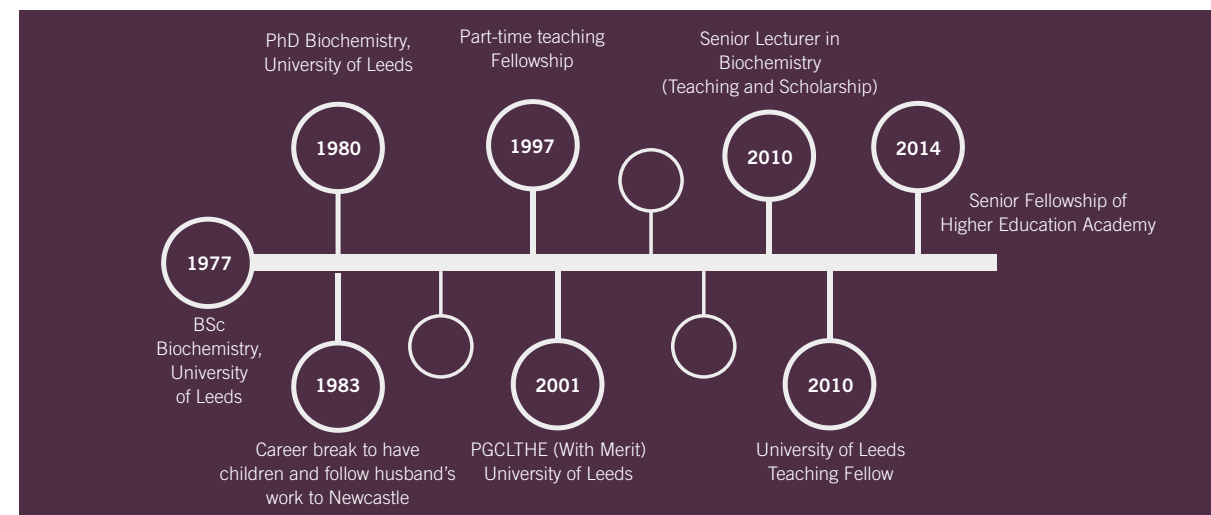 1977
BSc
Biochemistry,
University
of Leeds
PhD Biochemistry,
University of Leeds
1980
1983
Career break to have
children and follow husband's
work to Newcastle
Part-time teaching
Fellowship
1997
2001
PGCLTHE (With Merit)
University of Leeds
Senior Lecturer in
Biochemistry
(Teaching and Scholarship)
2010
2010
University of Leeds
Teaching Fellow
2014
Senior Fellowship of
Higher Education Academy